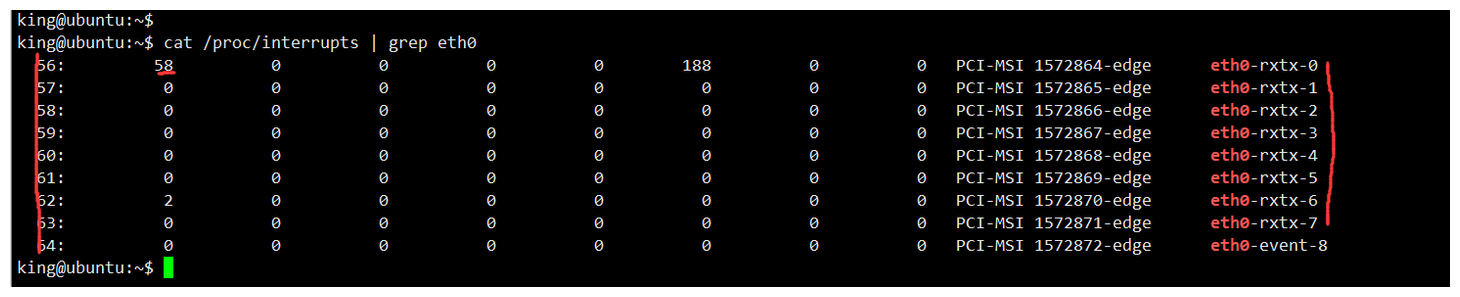 king@ubuntu:~$
king@ubuntu:~$ cat /proc/interrupts | grep eth0
56: 58 0 0 0 0 188 0 0 PCI-MSI 1572864-edge eth0-rxtx-0
57: 0 0 0 0 0 0 0 0 PCI-MSI 1572865-edge eth0-rxtx-1
58: 0 0 0 0 0 0 0 0 PCI-MSI 1572866-edge eth0-rxtx-2
59: 0 0 0 0 0 0 0 0 PCI-MSI 1572867-edge eth0-rxtx-3
60: 0 0 0 0 0 0 0 0 PCI-MSI 1572868-edge eth0-rxtx-4
61: 0 0 0 0 0 0 0 0 PCI-MSI 1572869-edge eth0-rxtx-5
62: 2 0 0 0 0 0 0 0 PCI-MSI 1572870-edge eth0-rxtx-6
63: 0 0 0 0 0 0 0 0 PCI-MSI 1572871-edge eth0-rxtx-7
64: 0 0 0 0 0 0 0 0 PCI-MSI 1572872-edge eth0-event-8
king@ubuntu:~$